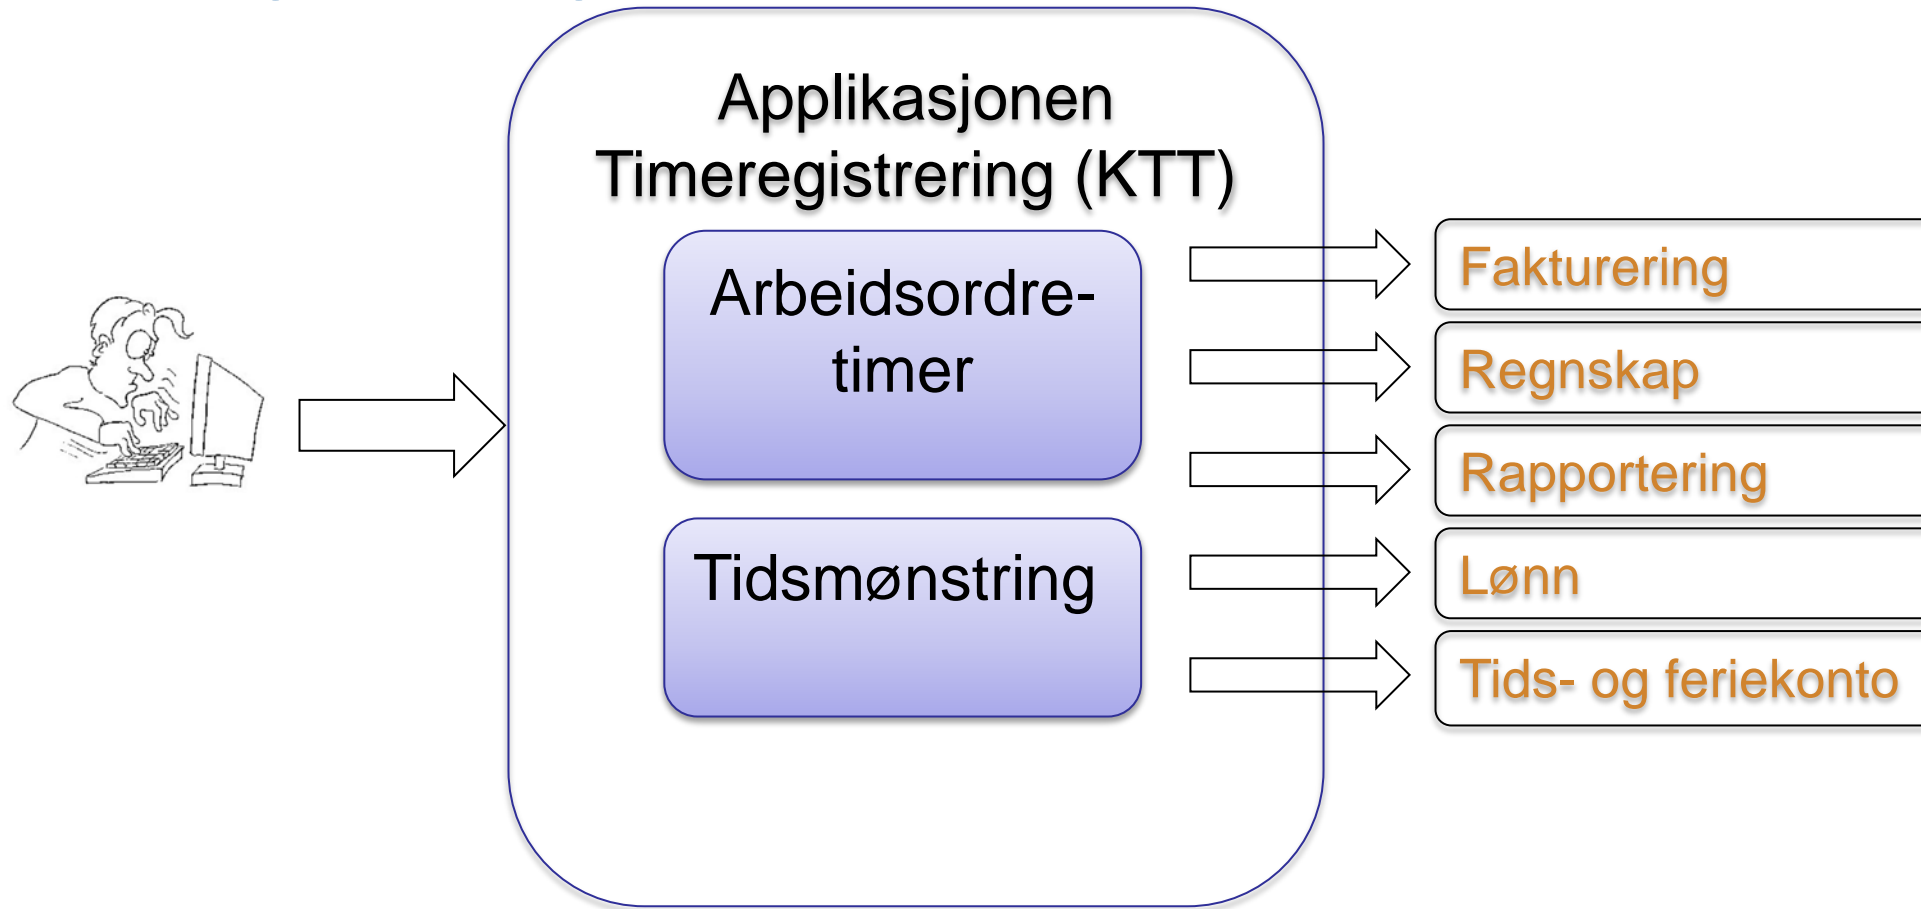 Applikasjonen
Timeregistrering (KTT)
Arbeidsordre-
timer
Tidsmønstring
Fakturering
Regnskap
Rapportering
Lønn
Tids- og feriekonto